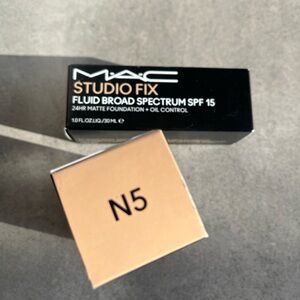 M·A·C
STUDIO FIX
FLUID BROAD SPECTRUM SPF 15
24HR MATTE FOUNDATION + OIL CONTROL
1.0 FL.OZ.LIQ./30 ML ℮
N5